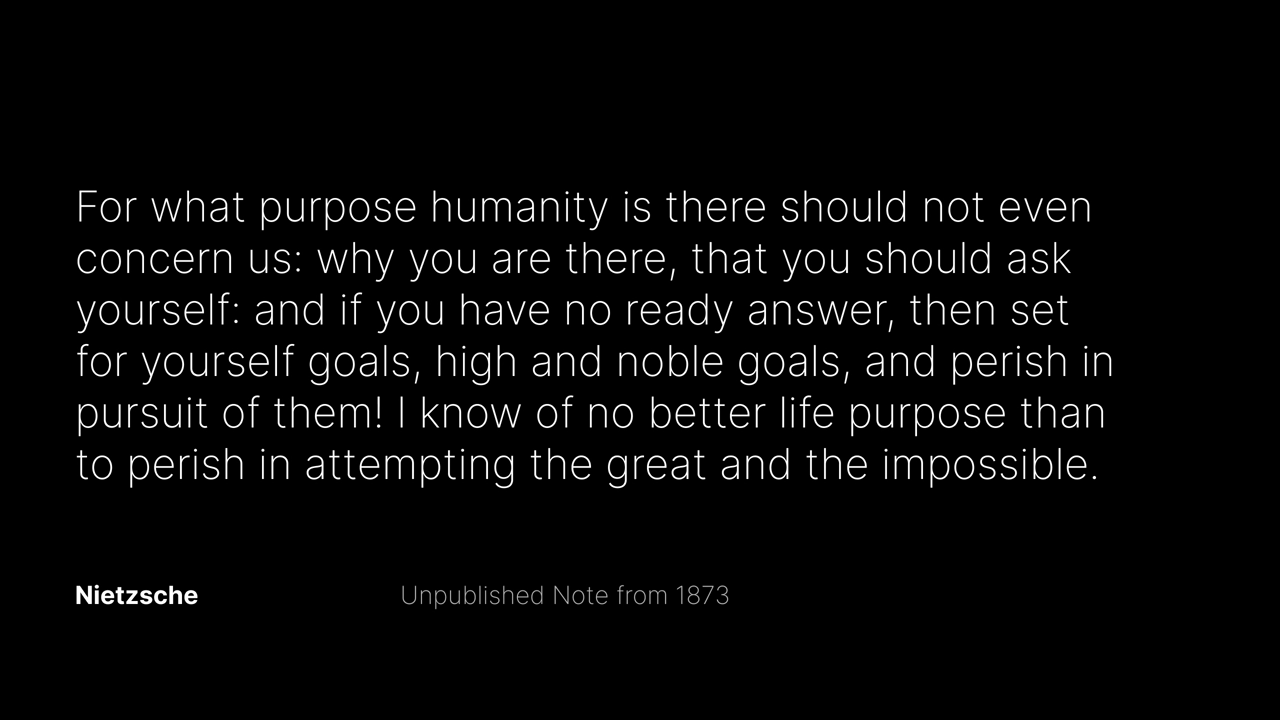 For what purpose humanity is there should not even
concern us: why you are there, that you should ask
yourself: and if you have no ready answer, then set
for yourself goals, high and noble goals, and perish in
pursuit of them! I know of no better life purpose than
to perish in attempting the great and the impossible.
Nietzsche
Unpublished Note from 1873